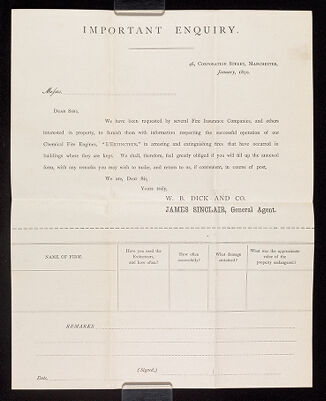 IMPORTANT ENQUIRY.
Corporation Street, Manchester,
January,
Messrs.
Dear Sirs,
We have been requested by several Fire Insurance Companies, and others
interested in property, to furnish them with information respecting the successful operation of our
Chemical Fire Engines, "L'Extincteur," in arresting and extinguishing fires that have occurred in
buildings where they are kept. We shall, therefore, feel greatly obliged if you will fill up the annexed
form, with any remarks you may wish to make, and return to us, if convenient, in course of post,
We are, Dear Sir,
Yours truly,
W. B. DICK AND CO.
JAMES SINCLAIR, General Agent.
NAME OF FIRM.
Have you used the
Extincteurs,
and how often?
How often
successfully?
What damage
sustained?
What was the approximate
value of the
property endangered?
REMARKS
(Signed,)
Date,